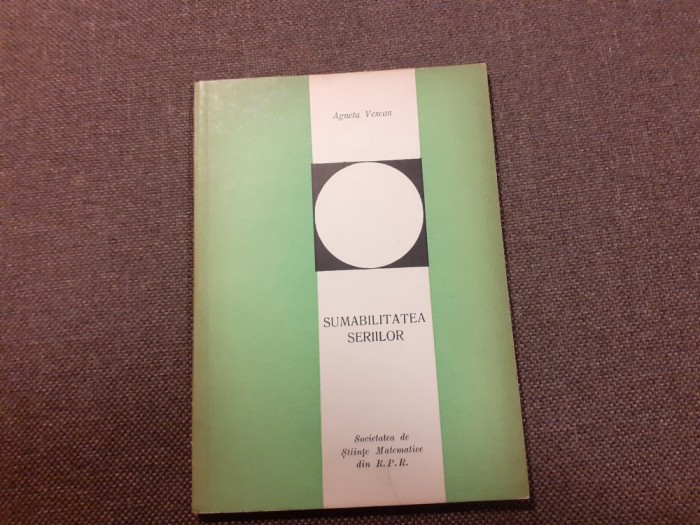 Agneta Vescan
SUMABILITATEA
SERIILOR
Societatea de
Științe Matematice
din R.P.R.